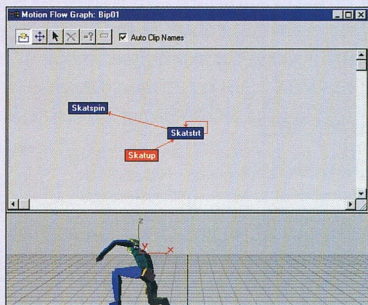 Motion Flow Graph: Bip01
Auto Clip Names
Skatspin
Skatstrt
Skatup
z
y
x